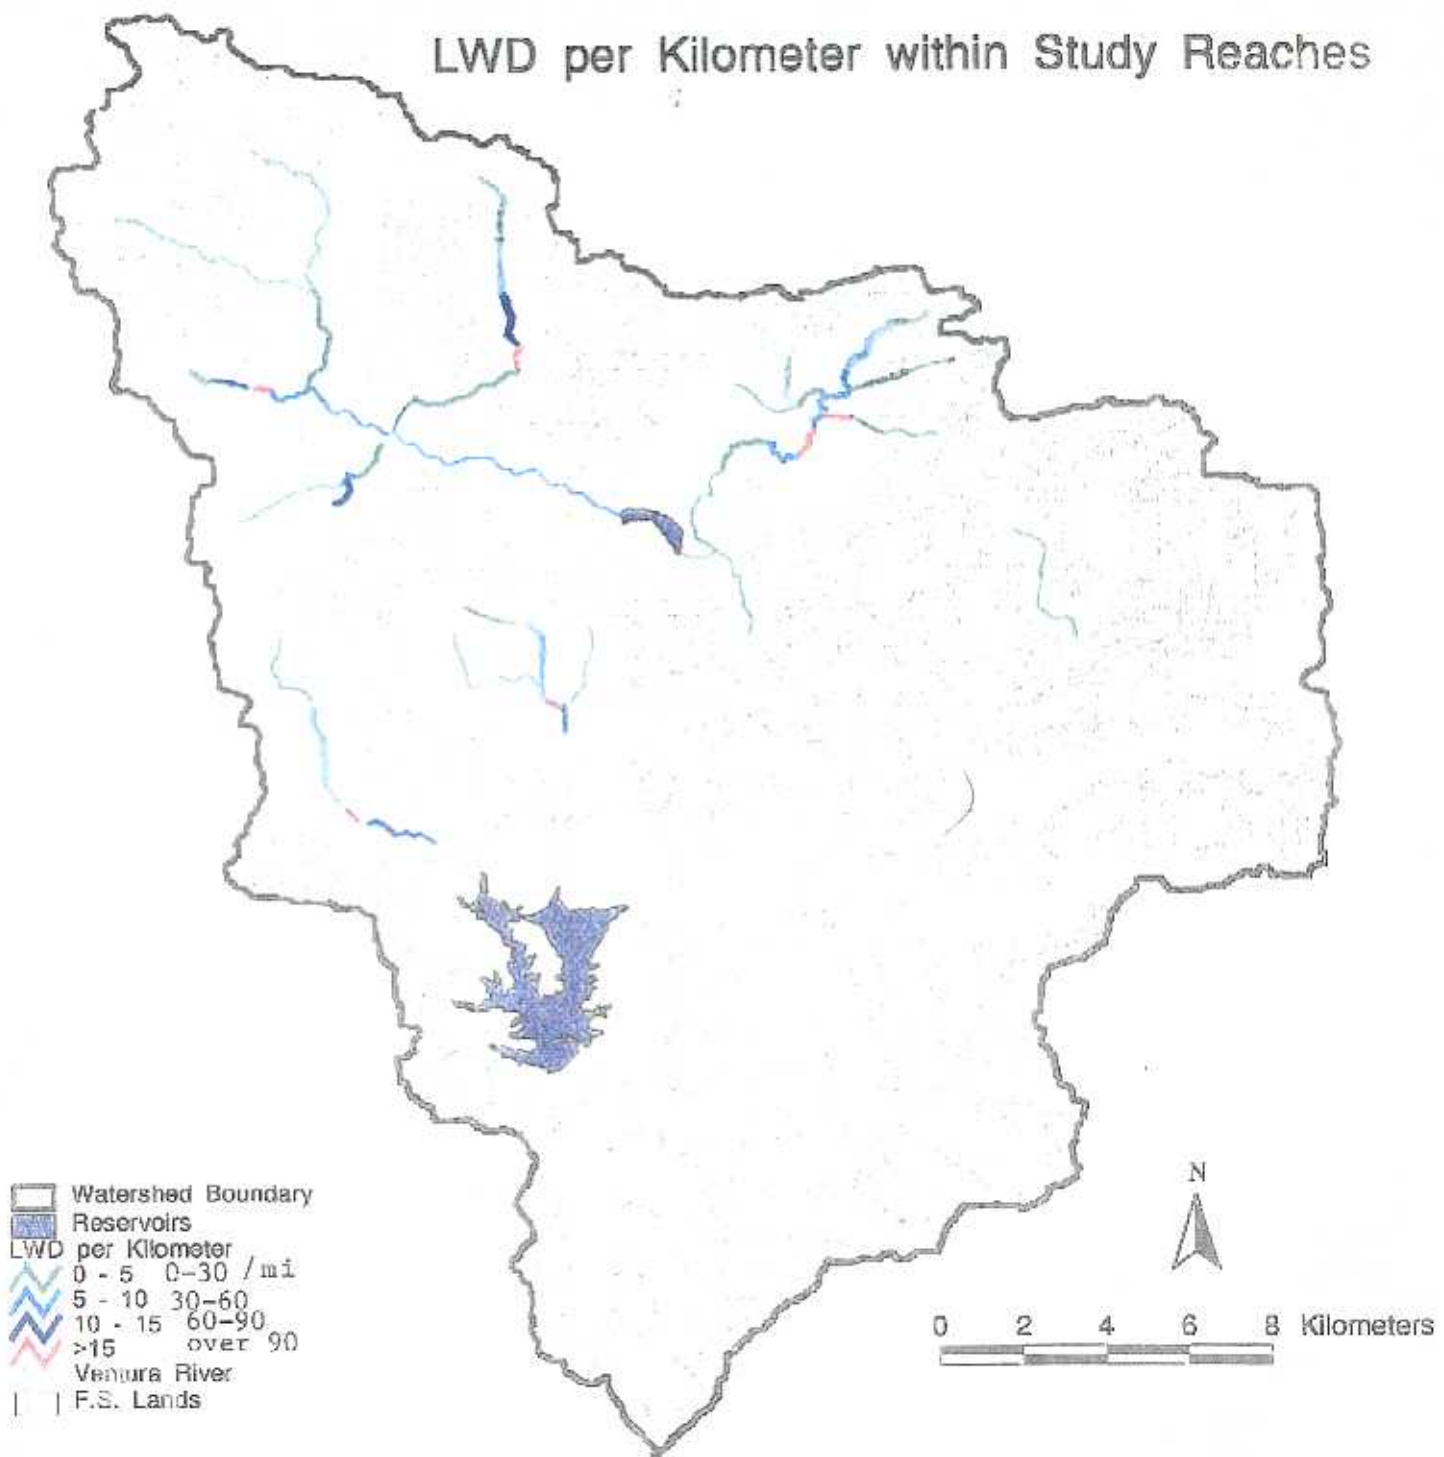 LWD per Kilometer within Study Reaches
Watershed Boundary
Reservoirs
LWD per Kilometer
0 - 5 0-30 /mi
5 - 10 30-60
10 - 15 60-90
>15 over 90
Ventura River
F.S. Lands
N
0 2 4 6 8 Kilometers